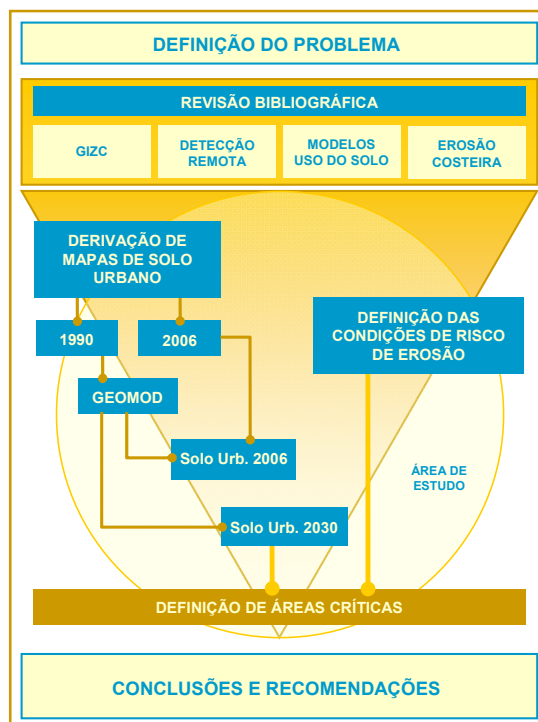 DEFINIÇÃO DO PROBLEMA
REVISÃO BIBLIOGRÁFICA
GIZC
DETECÇÃO
REMOTA
MODELOS
USO DO SOLO
EROSÃO
COSTEIRA
DERIVAÇÃO DE
MAPAS DE SOLO
URBANO
DEFINIÇÃO DAS
CONDIÇÕES DE RISCO
DE EROSÃO
1990
2006
GEOMOD
Solo Urb. 2006
ÁREA DE
ESTUDO
Solo Urb. 2030
DEFINIÇÃO DE ÁREAS CRÍTICAS
CONCLUSÕES E RECOMENDAÇÕES